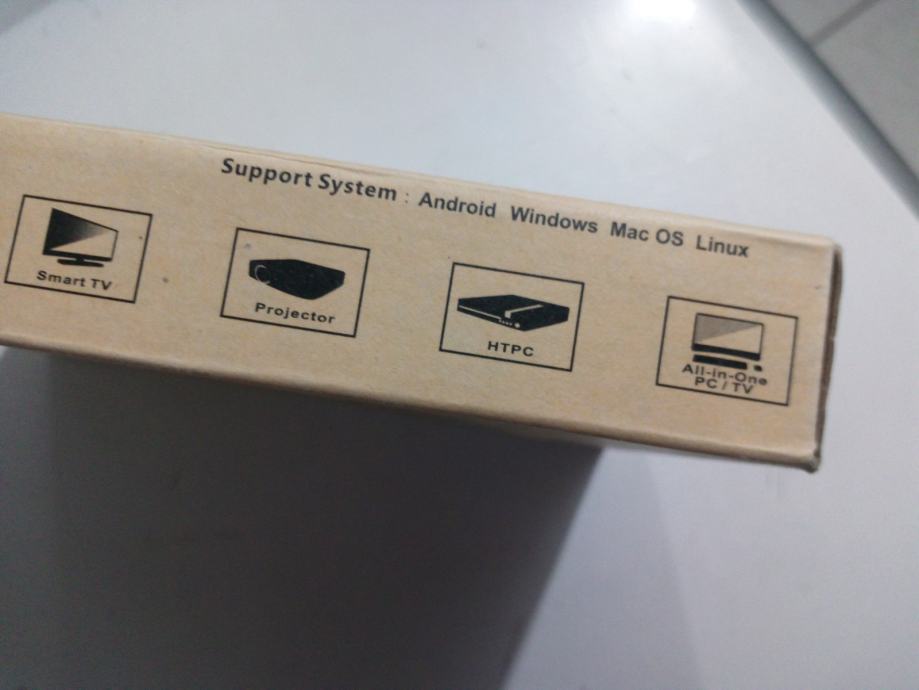 Support System : Android Windows Mac OS Linux
Smart TV
Projector
HTPC
All-in-One
PC / TV